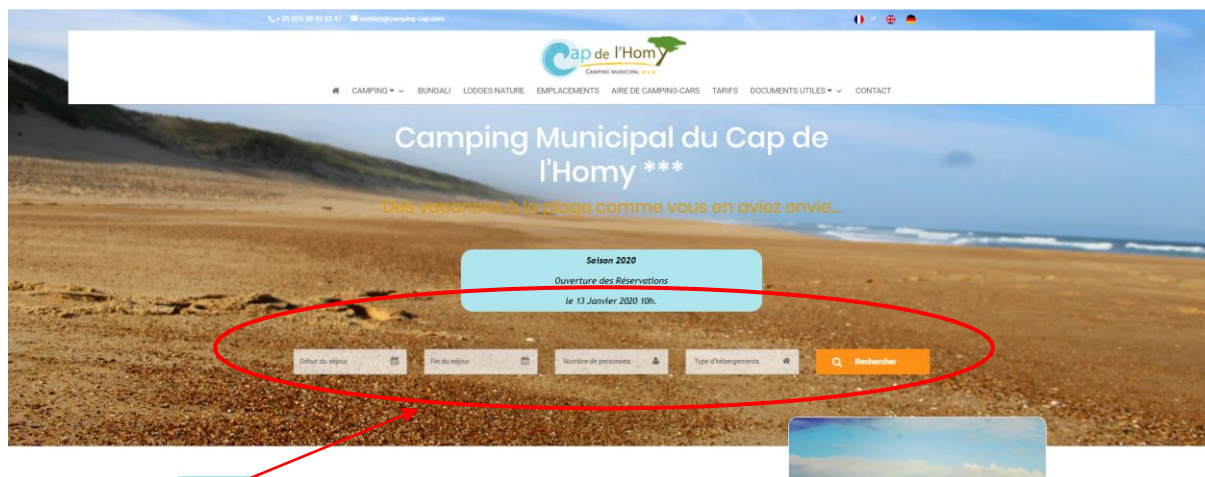 + 33 (0)5 58 42 83 47 contact@camping-cap.com
Cap de l'Homy
CAMPING MUNICIPAL ★★★
CAMPING BUNGALI LODGES NATURE EMPLACEMENTS AIRE DE CAMPING-CARS TARIFS DOCUMENTS UTILES CONTACT
Camping Municipal du Cap de
l'Homy ***
Des vacances à la plage comme vous en aviez envie...
Saison 2020
Ouverture des Réservations
le 13 Janvier 2020 10h.
Début du séjour Fin du séjour Nombre de personnes Type d'hébergements Rechercher